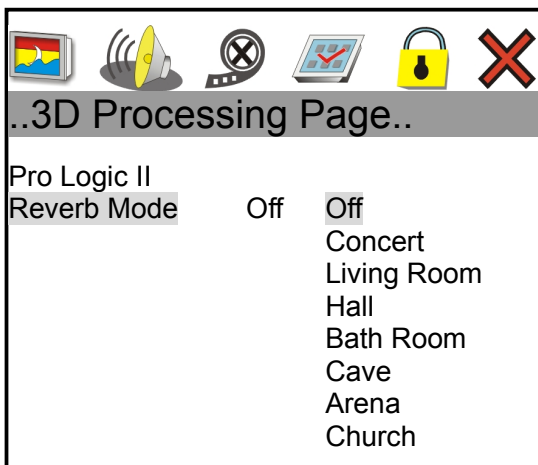 ..3D Processing Page..
Pro Logic II
Reverb Mode Off Off
Concert
Living Room
Hall
Bath Room
Cave
Arena
Church